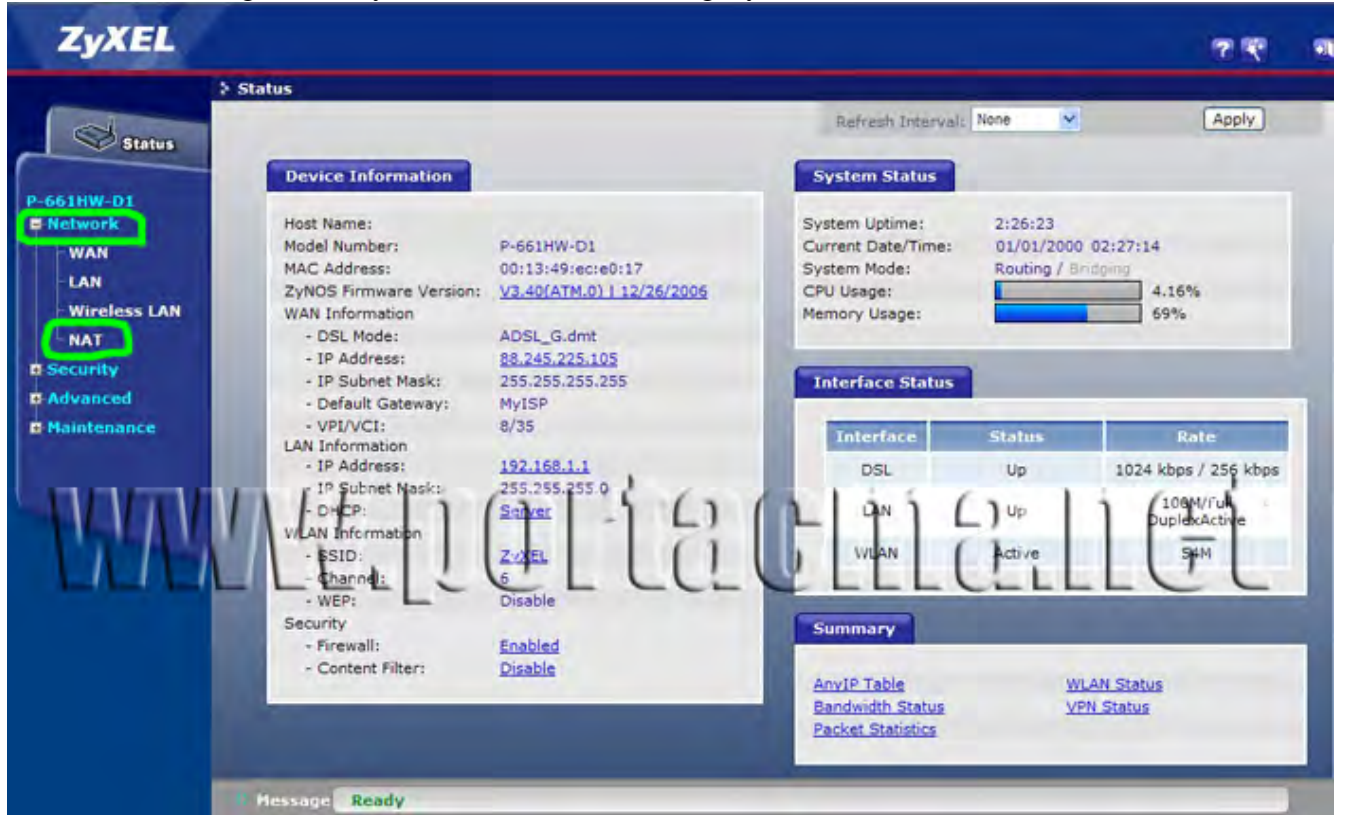 ZyXEL
> Status
Status
Refresh Interval: None
Apply
P-661HW-D1
Network
WAN
LAN
Wireless LAN
NAT
Security
Advanced
Maintenance
Device Information
Host Name:
Model Number: P-661HW-D1
MAC Address: 00:13:49:ec:e0:17
ZyNOS Firmware Version: V3.40(ATM.0) | 12/26/2006
WAN Information
- DSL Mode: ADSL_G.dmt
- IP Address: 88.245.225.105
- IP Subnet Mask: 255.255.255.255
- Default Gateway: MyISP
- VPI/VCI: 8/35
LAN Information
- IP Address: 192.168.1.1
- IP Subnet Mask: 255.255.255.0
- DHCP: Server
WLAN Information
- SSID: ZyXEL
- Channel: 6
- WEP: Disable
Security
- Firewall: Enabled
- Content Filter: Disable
System Status
System Uptime: 2:26:23
Current Date/Time: 01/01/2000 02:27:14
System Mode: Routing / Bridging
CPU Usage: 4.16%
Memory Usage: 69%
Interface Status
Interface Status Rate
DSL Up 1024 kbps / 256 kbps
LAN Up 100M/Full
DuplexActive
WLAN Active 54M
www.portacma.net
Summary
AnyIP Table WLAN Status
Bandwidth Status VPN Status
Packet Statistics
Message Ready